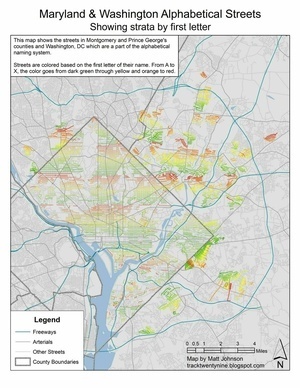 Maryland & Washington Alphabetical Streets
Showing strata by first letter
This map shows the streets in Montgomery and Prince George's
counties and Washington, DC which are a part of the alphabetical
naming system.
Streets are colored based on the first letter of their name. From A to
X, the color goes from dark green through yellow and orange to red.
Legend
Freeways
Arterials
Other Streets
County Boundaries
0 0.5 1 2 3 4
Miles
Map by Matt Johnson
tracktwentynine.blogspot.com
N